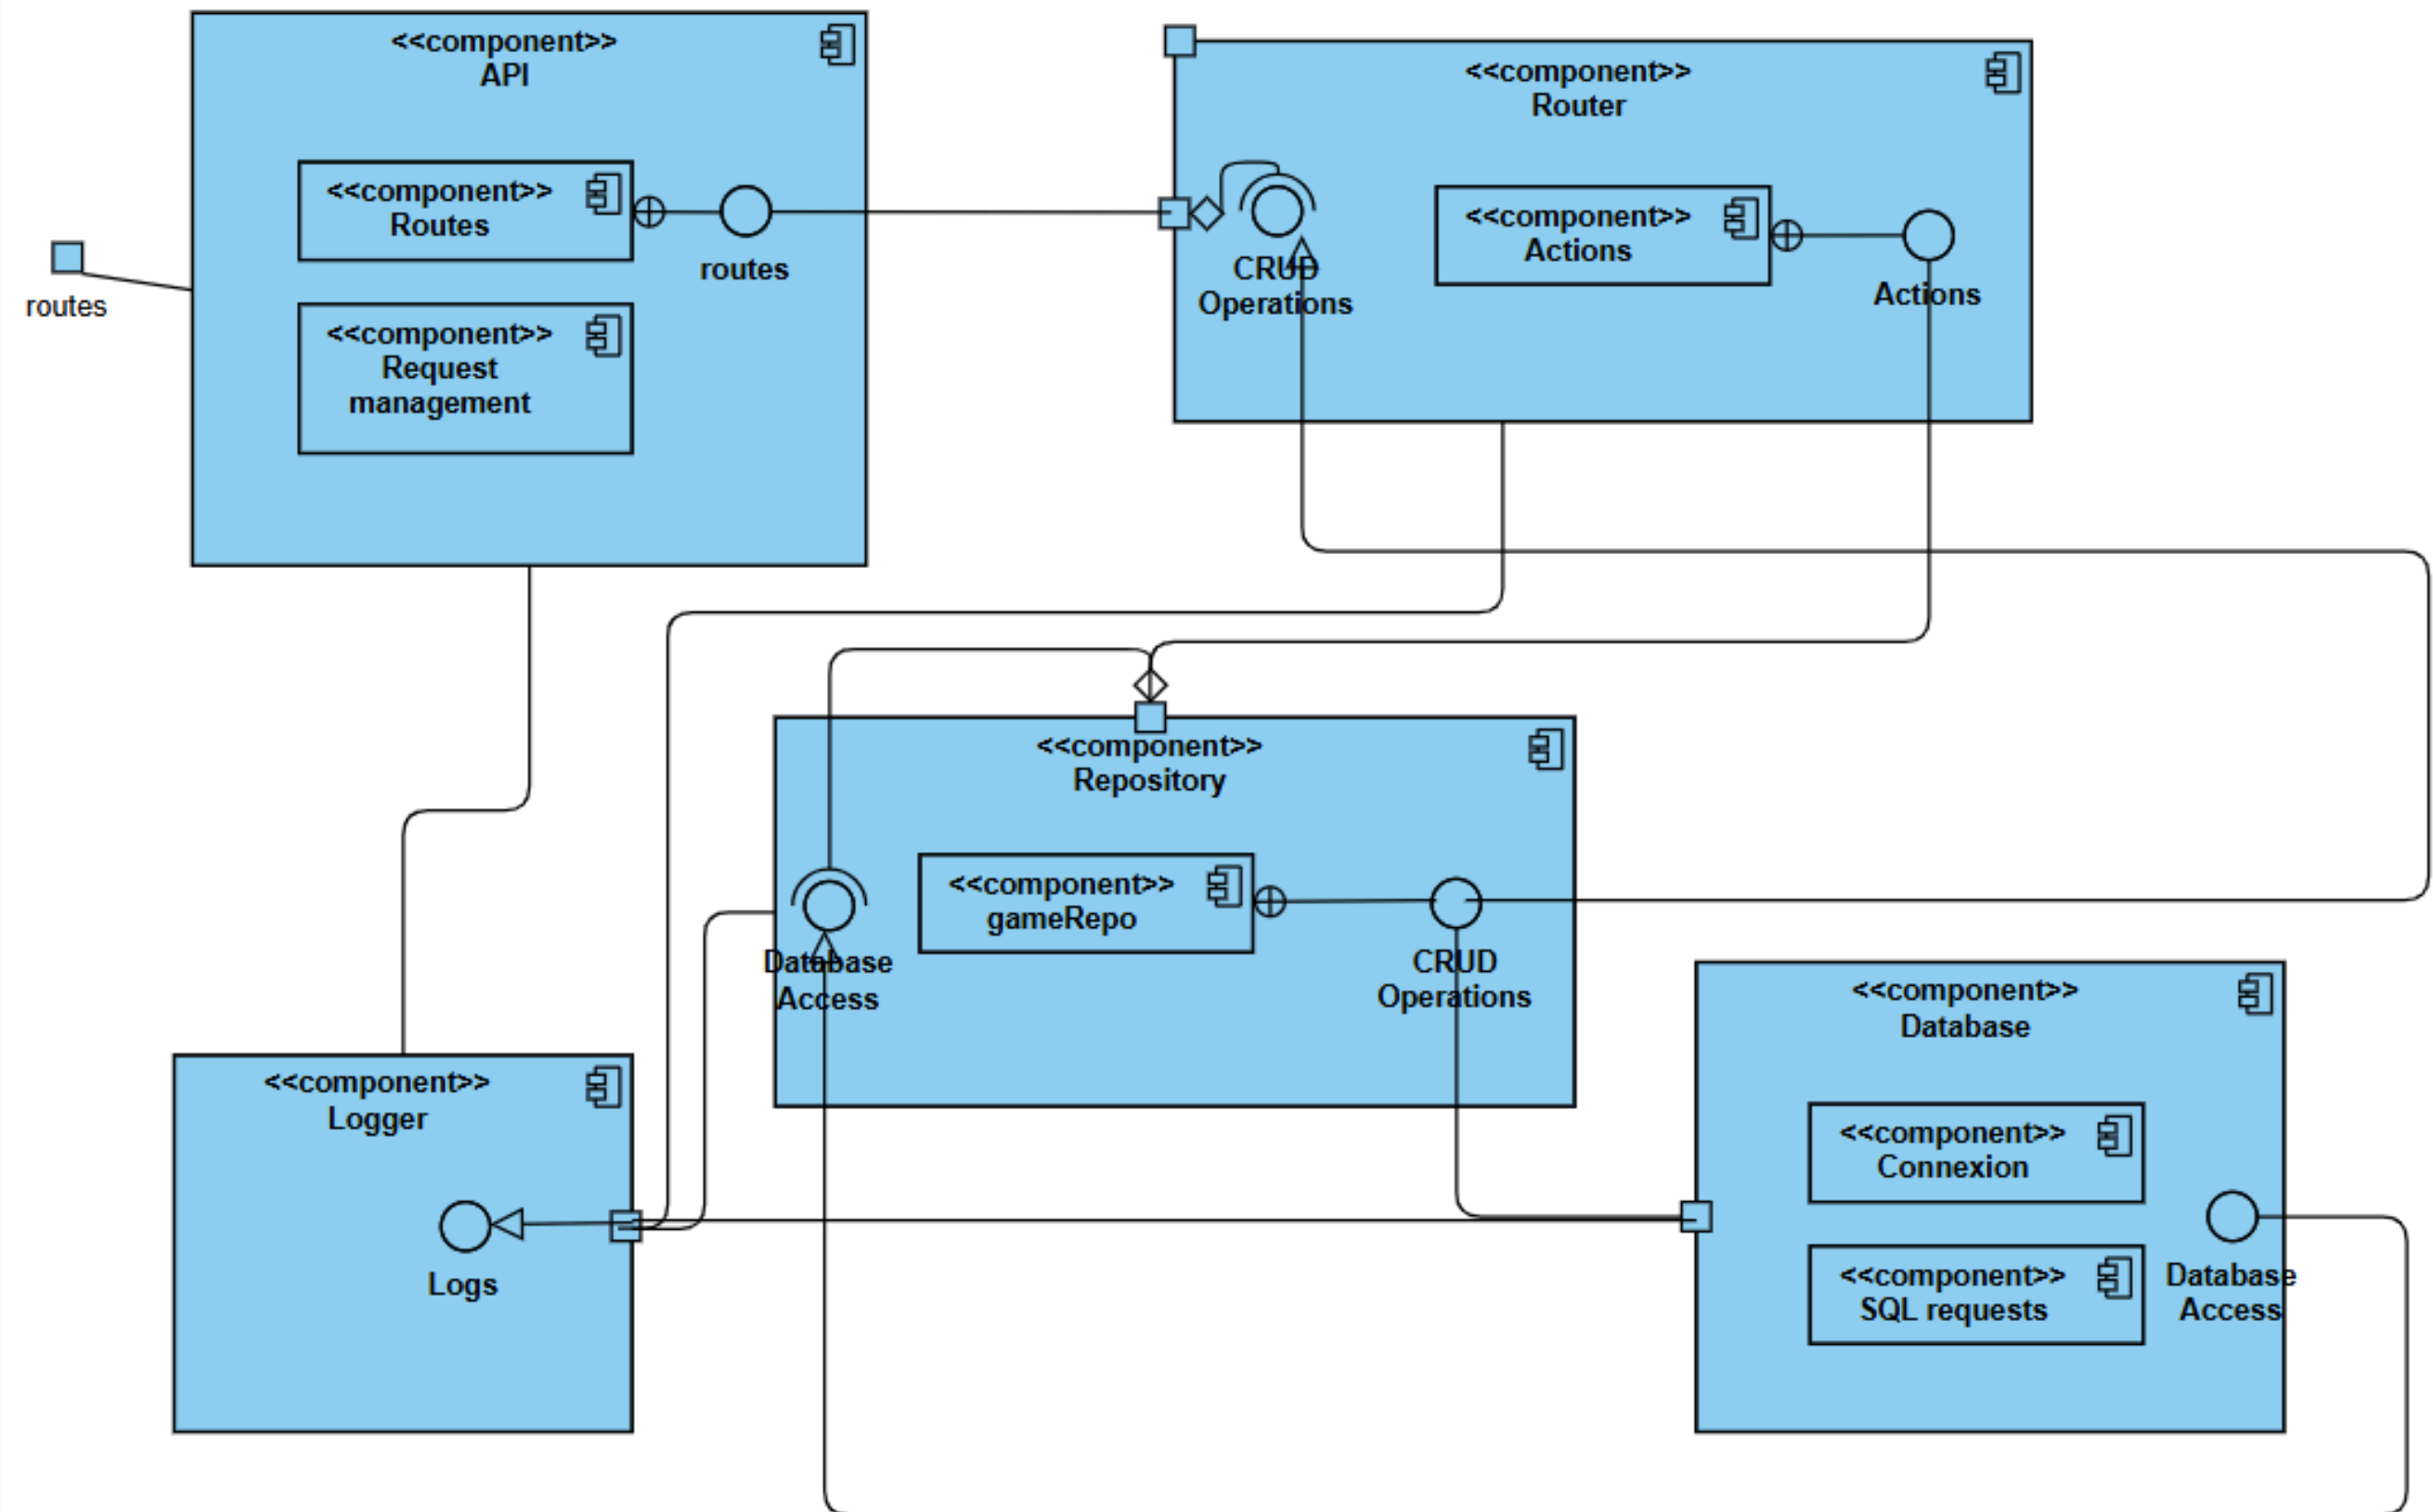 <<component>>
API
<<component>>
Routes
routes
<<component>>
Request
management
routes
<<component>>
Router
CRUD
Operations
<<component>>
Actions
Actions
<<component>>
Repository
Database
Access
<<component>>
gameRepo
CRUD
Operations
<<component>>
Logger
Logs
<<component>>
Database
<<component>>
Connexion
<<component>>
SQL requests
Database
Access